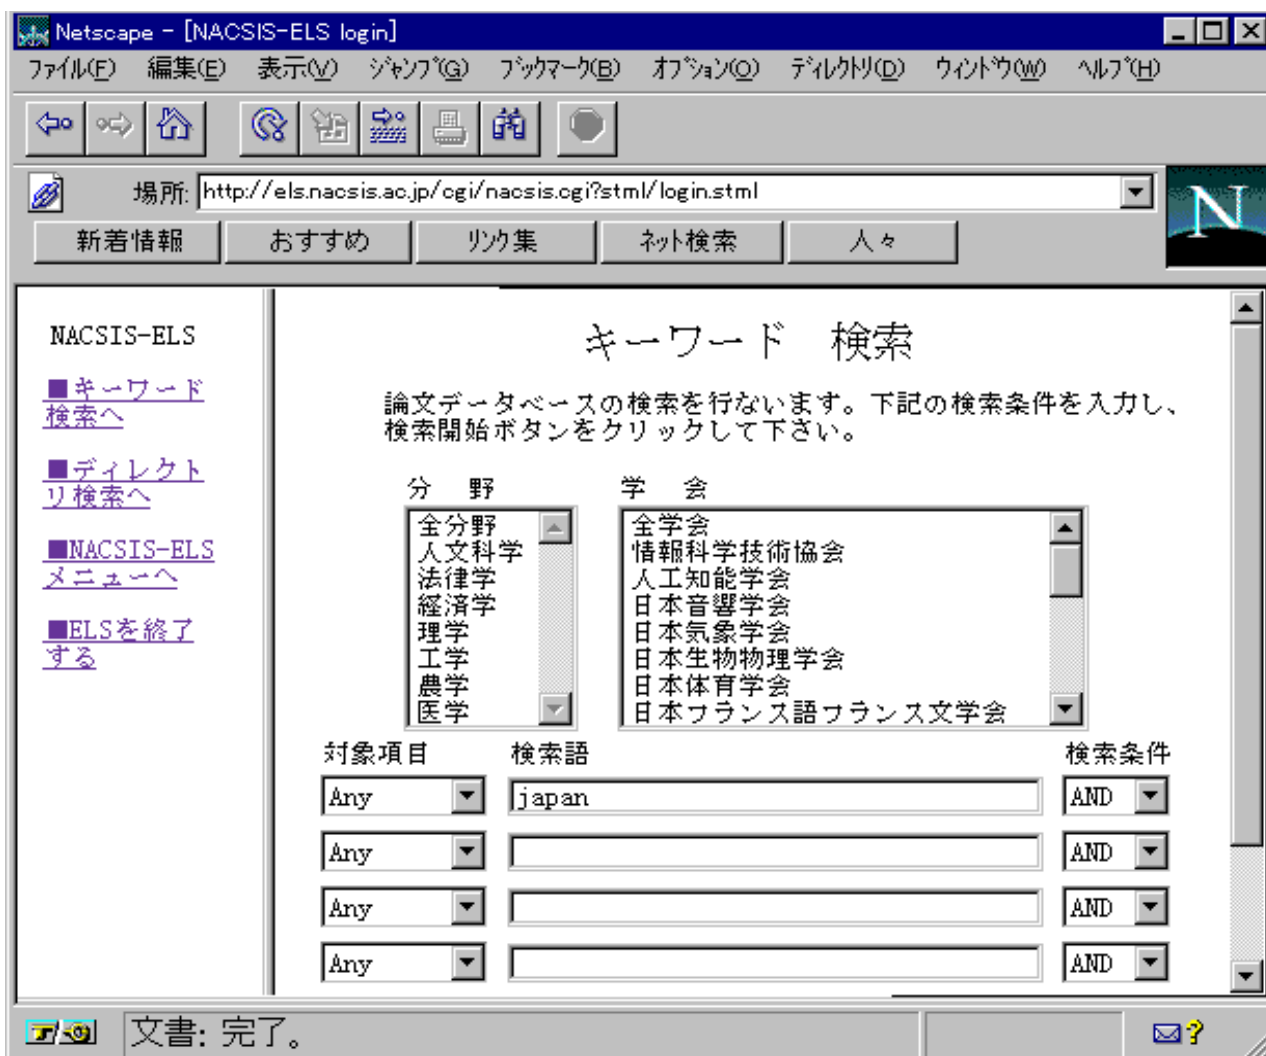 Netscape - [NACSIS-ELS login]
ファイル(F) 編集(E) 表示(V) ジャンプ(G) ブックマーク(B) オプション(O) ディレクトリ(D) ウィンドウ(W) ヘルプ(H)
場所: http://els.nacsis.ac.jp/cgi/nacsis.cgi?stml/login.stml
N
新着情報 おすすめ リンク集 ネット検索 人々
NACSIS-ELS
■キーワード
検索へ
■ディレクト
リ検索へ
■NACSIS-ELS
メニューへ
■ELSを終了
する
キーワード 検索
論文データベースの検索を行ないます。下記の検索条件を入力し、
検索開始ボタンをクリックして下さい。
分 野
全分野
人文科学
法律学
経済学
理学
工学
農学
医学
学 会
全学会
情報科学技術協会
人工知能学会
日本音響学会
日本気象学会
日本生物物理学会
日本体育学会
日本フランス語フランス文学会
対象項目 検索語 検索条件
Any japan AND
Any AND
Any AND
Any AND
文書: 完了。
?